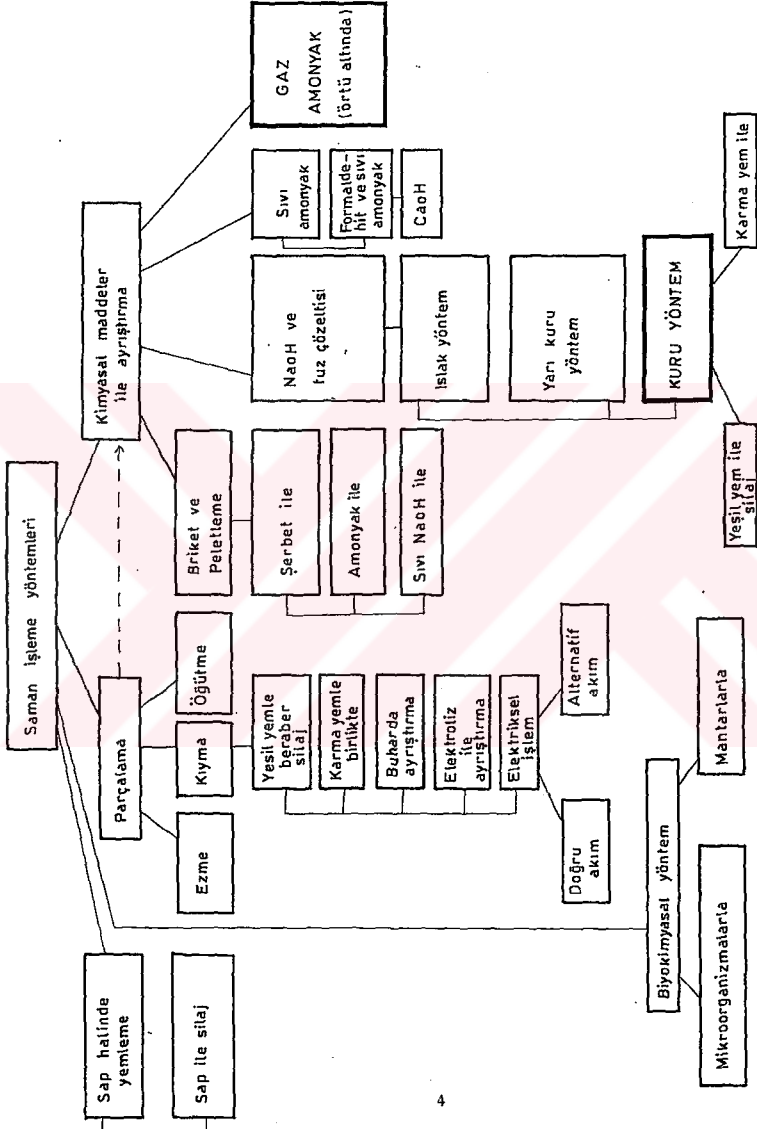 Saman işleme yöntemleri
Sap halinde
yemleme
Parçalama
Kimyasal maddeler
ile ayrıştırma
Sap ile silaj
Ezme
Kıyma
Öğütme
Briket ve
Peletleme
NaoH ve
tuz çözeltisi
Sıvı
amonyak
GAZ
AMONYAK
(örtü altında)
Yeşil yemle
beraber
silaj
Şerbet ile
Formalde-
hit ve sıvı
amonyak
Karma yemle
birlikte
Amonyak ile
Islak yöntem
CaoH
Buharda
ayrıştırma
Sıvı NaoH ile
Elektroliz
ile
ayrıştırma
Yarı kuru
yöntem
Elektriksel
işlem
Doğru
akım
Alternatif
akım
KURU YÖNTEM
Biyokimyasal yöntem
Yeşil yem ile
silaj
Karma yem ile
Mikroorganizmalarla
Mantarlarla
4